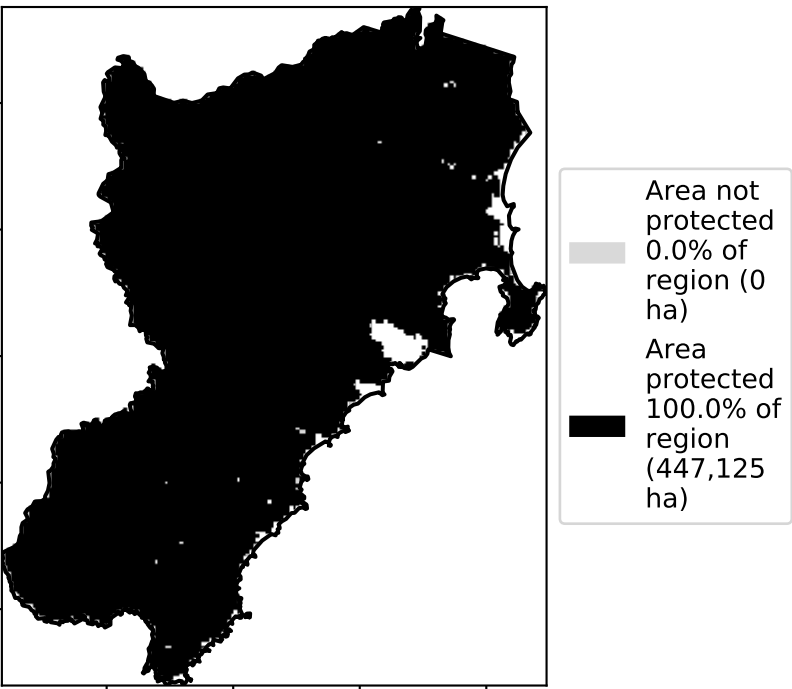 Area not
protected
0.0% of
region (0
ha)
Area
protected
100.0% of
region
(447,125
ha)